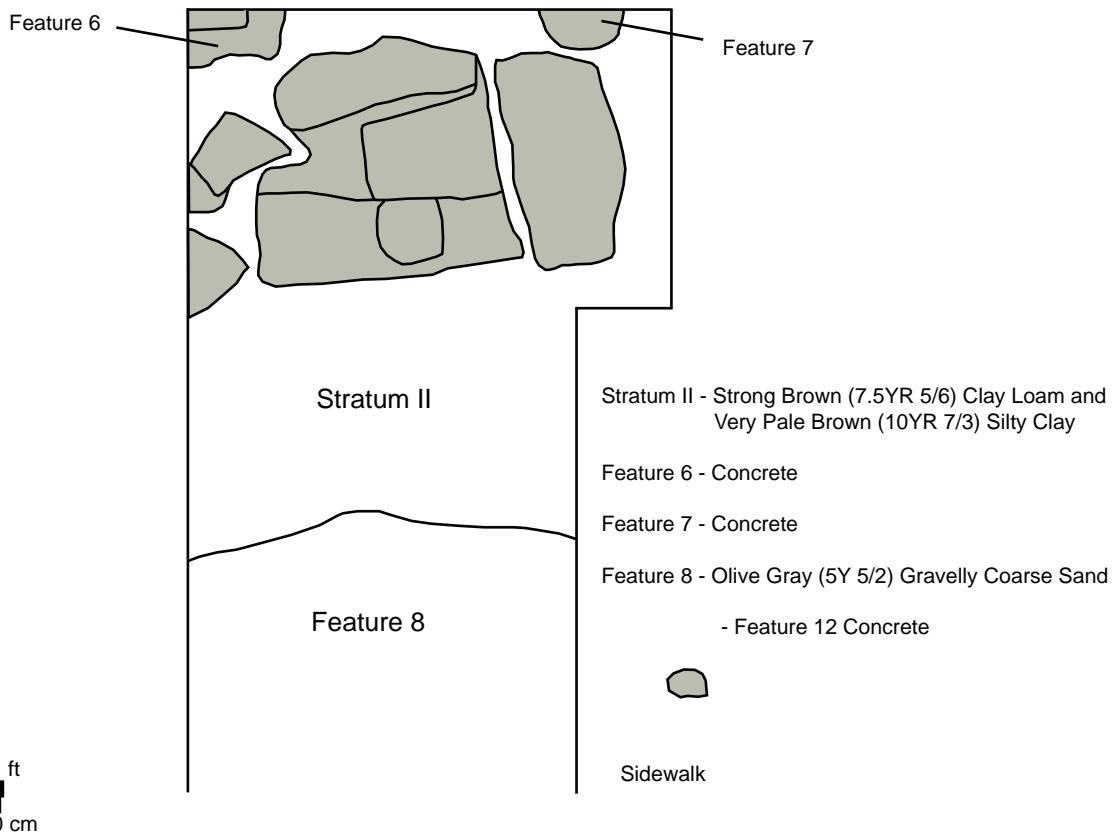 Feature 6
Feature 7
Stratum II
Stratum II - Strong Brown (7.5YR 5/6) Clay Loam and
Very Pale Brown (10YR 7/3) Silty Clay
Feature 6 - Concrete
Feature 7 - Concrete
Feature 8 - Olive Gray (5Y 5/2) Gravelly Coarse Sand
Feature 8
- Feature 12 Concrete
Sidewalk
ft
cm